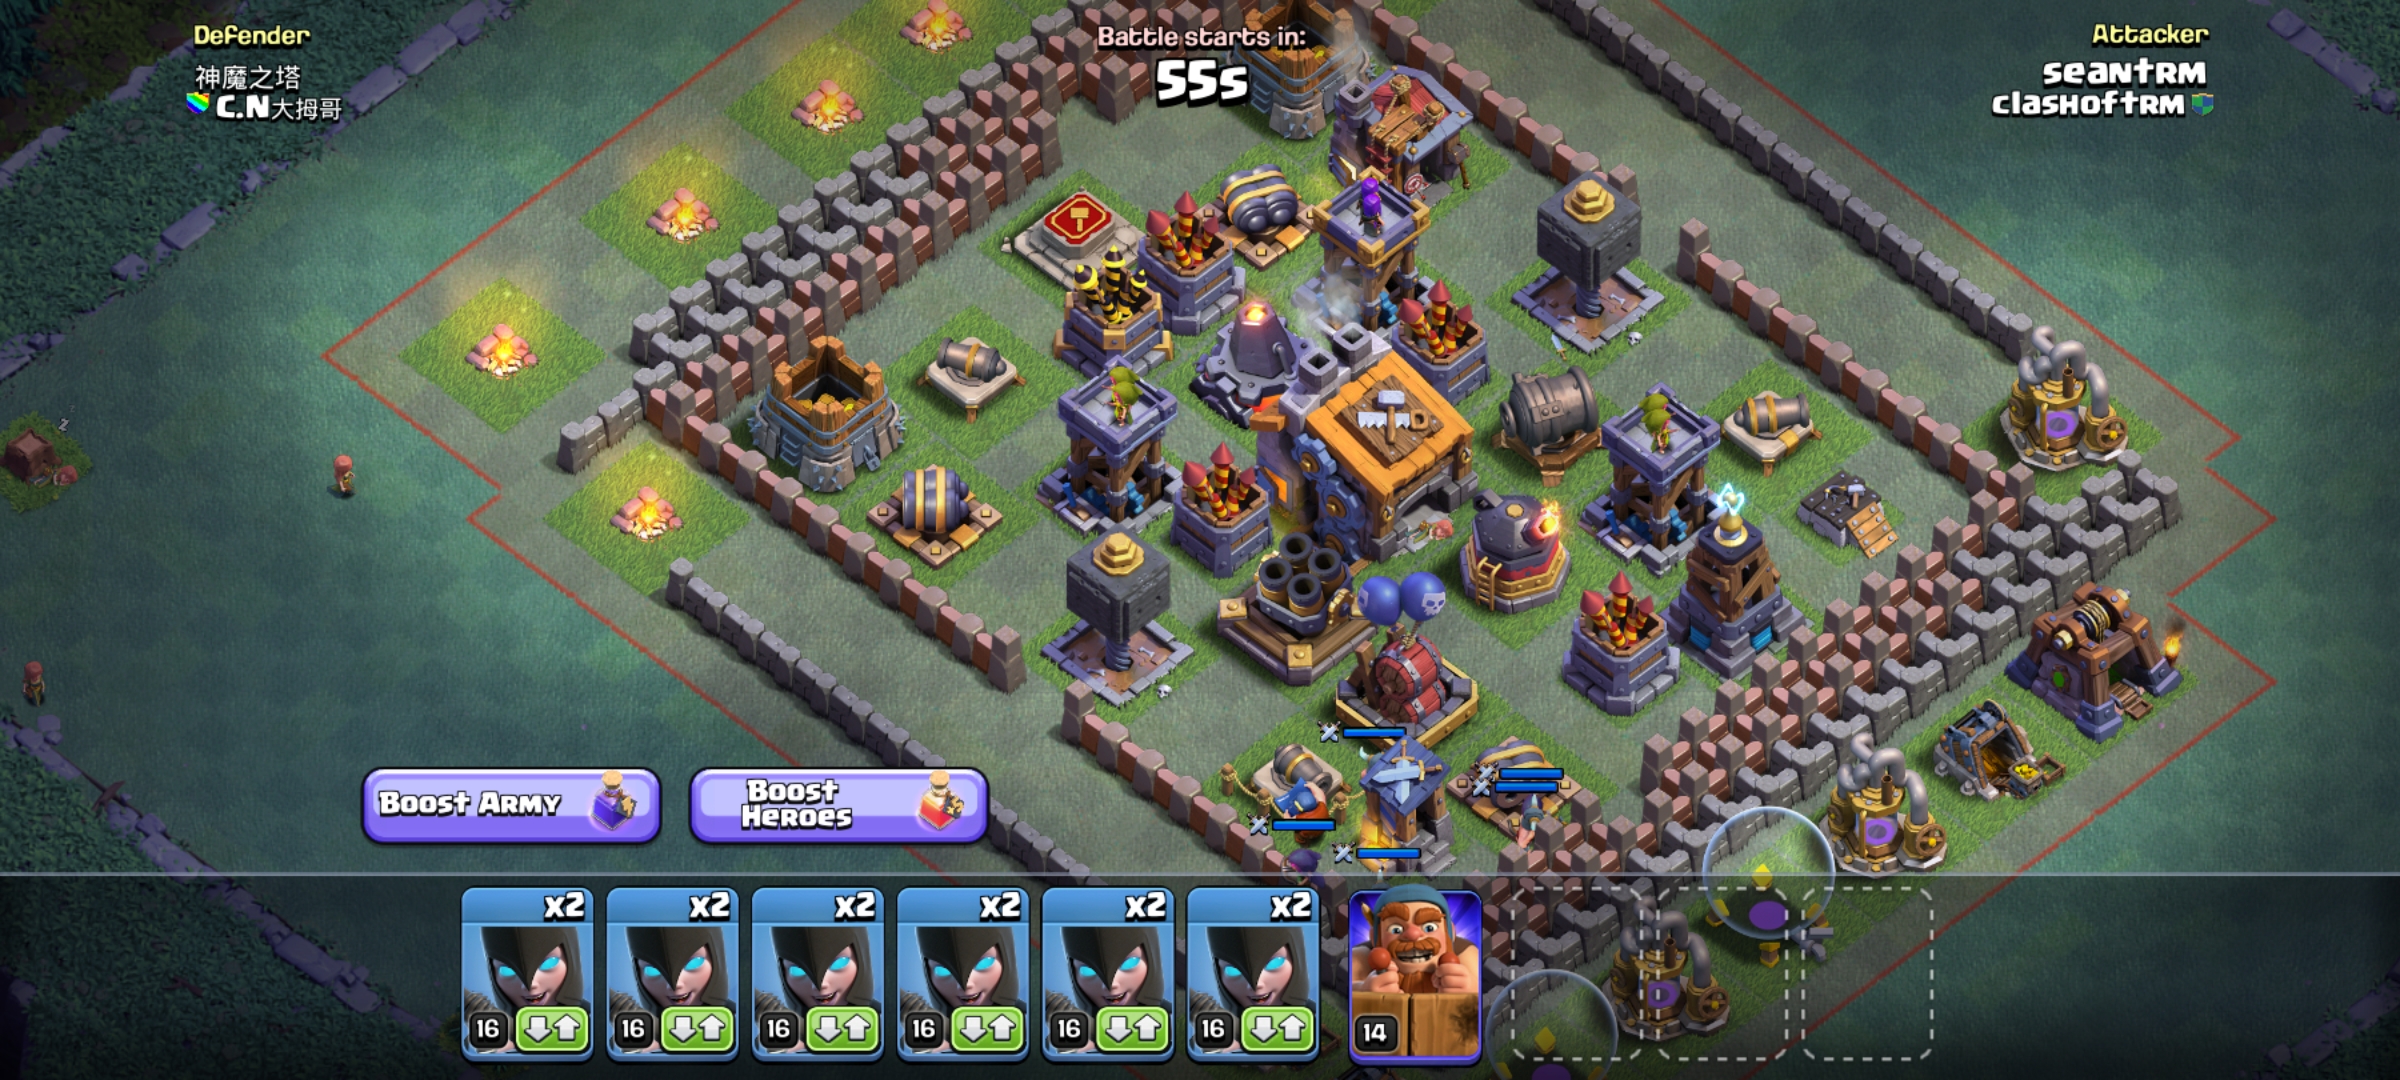 Defender
神魔之塔
C.N大拇哥
Battle starts in:
55s
Attacker
seantRM
clashoftRM
z
Boost Army
Boost
Heroes
x2
x2
x2
x2
x2
x2
16
16
16
16
16
16
14